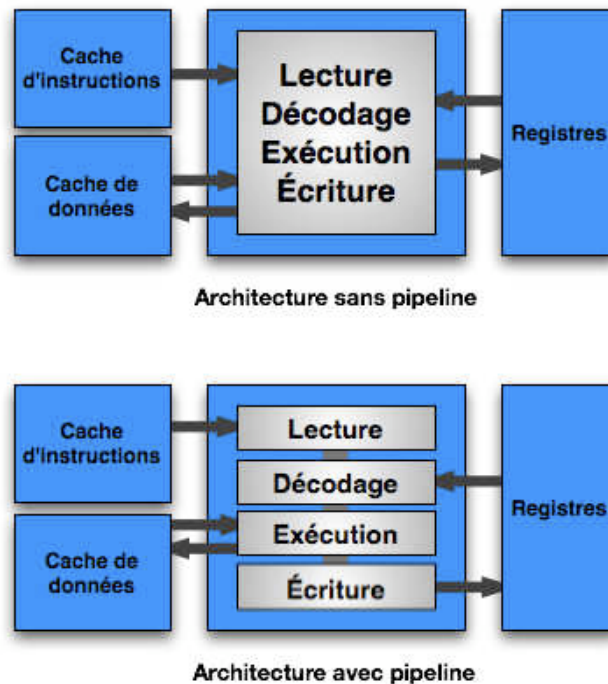 Cache
d'instructions
Lecture
Décodage
Exécution
Écriture
Registres
Cache de
données
Architecture sans pipeline
Cache
d'instructions
Lecture
Décodage
Registres
Exécution
Cache de
données
Écriture
Architecture avec pipeline